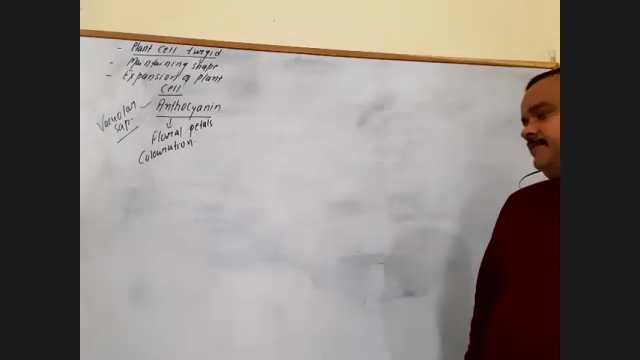 - Plant cell turgid
- Maintaining shape
- Expansion of plant
cell
Vacuolar
sap.
Anthocyanin
Floral petals
Colouration